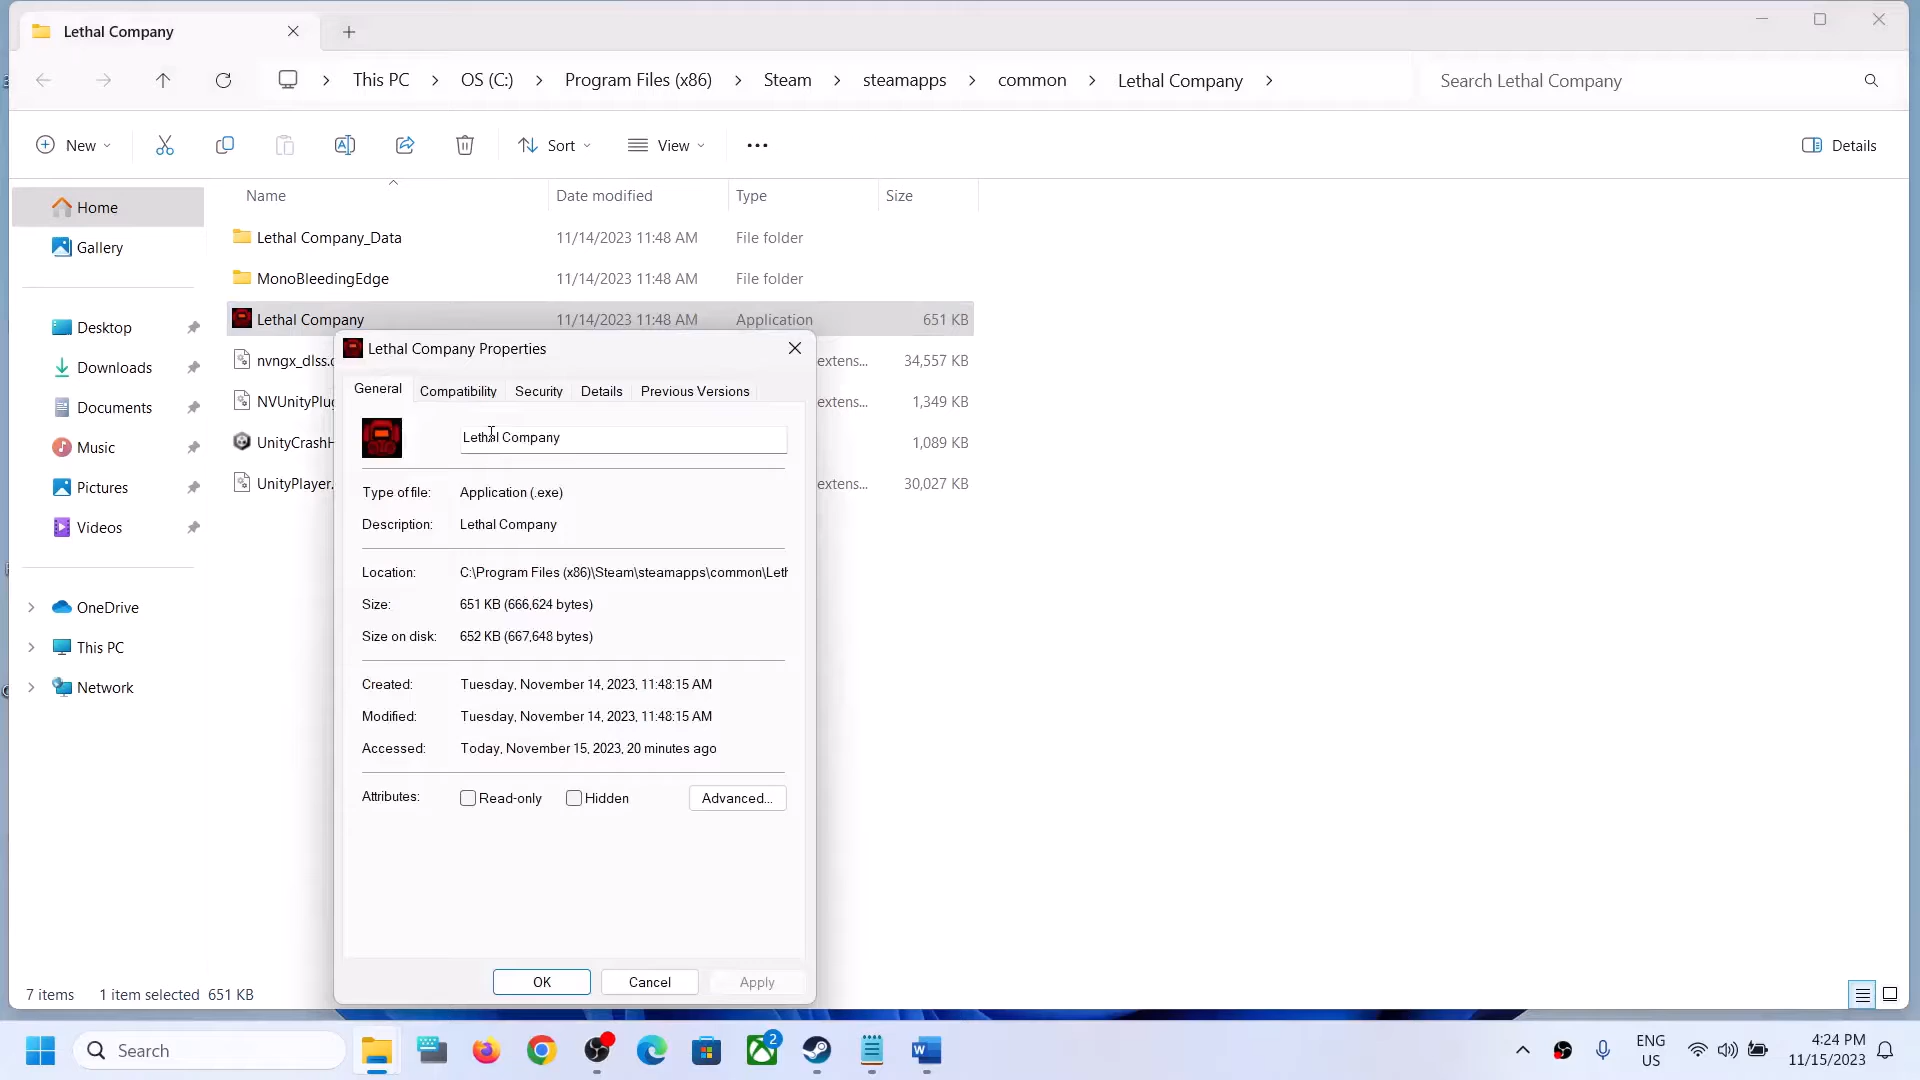 Lethal Company
This PC
OS (C:)
Program Files (x86)
Steam
steamapps
common
Lethal Company
Search Lethal Company
New
Sort
View
Details
Name
Date modified
Type
Size
Home
Gallery
Desktop
Downloads
Documents
Music
Pictures
Videos
OneDrive
This PC
Network
Lethal Company_Data 11/14/2023 11:48 AM File folder
MonoBleedingEdge 11/14/2023 11:48 AM File folder
Lethal Company 11/14/2023 11:48 AM Application 651 KB
nvngx_dlss. extens... 34,557 KB
NVUnityPlug extens... 1,349 KB
UnityCrashH 1,089 KB
UnityPlayer. extens... 30,027 KB
Lethal Company Properties
General Compatibility Security Details Previous Versions
Lethal Company
Type of file: Application (.exe)
Description: Lethal Company
Location: C:\Program Files (x86)\Steam\steamapps\common\Leth
Size: 651 KB (666,624 bytes)
Size on disk: 652 KB (667,648 bytes)
Created: Tuesday, November 14, 2023, 11:48:15 AM
Modified: Tuesday, November 14, 2023, 11:48:15 AM
Accessed: Today, November 15, 2023, 20 minutes ago
Attributes: Read-only Hidden Advanced...
OK Cancel Apply
7 items 1 item selected 651 KB
Search
2
ENG
US
4:24 PM
11/15/2023